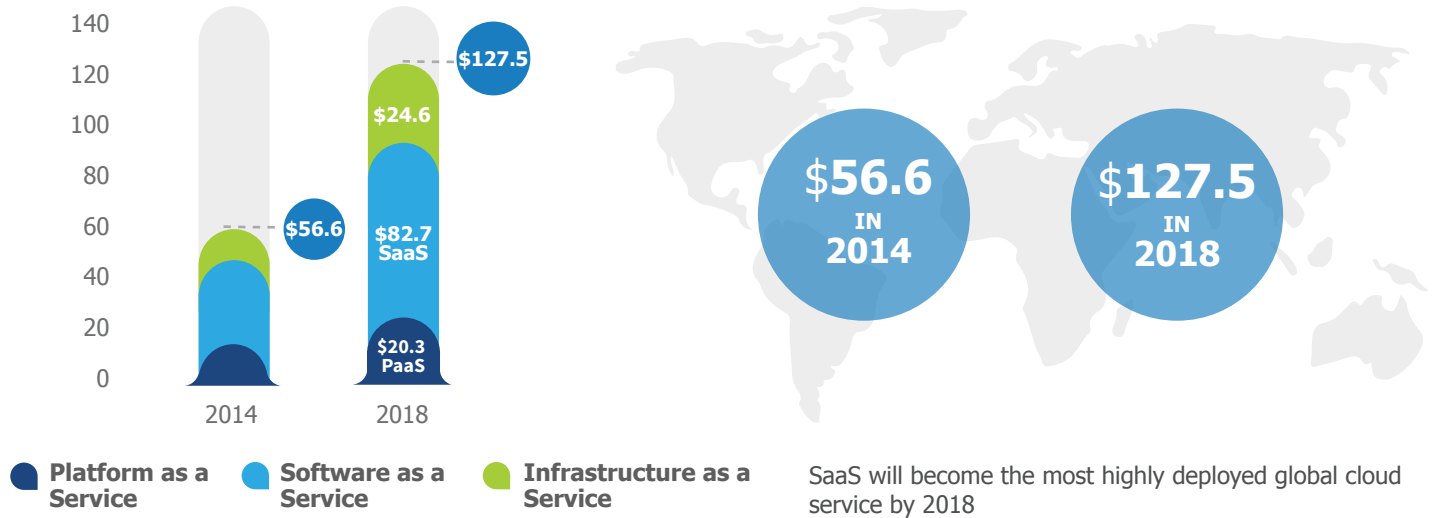 140
120
100
80
60
40
20
0
$56.6
$127.5
$24.6
$82.7
SaaS
$20.3
PaaS
2014
2018
Platform as a
Service
Software as a
Service
Infrastructure as a
Service
$56.6
IN
2014
$127.5
IN
2018
SaaS will become the most highly deployed global cloud
service by 2018